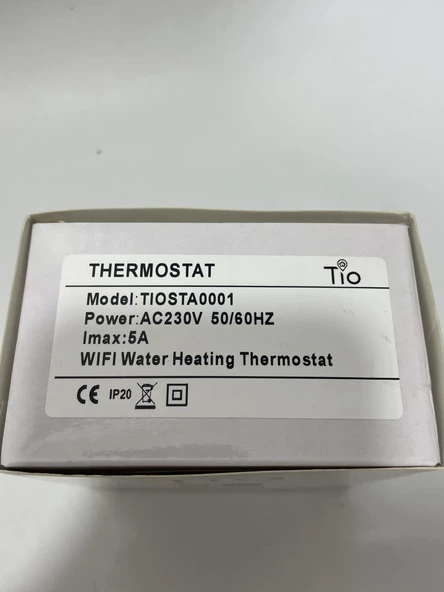 THERMOSTAT
Tio
Model:TIOSTA0001
Power:AC230V 50/60HZ
Imax:5A
WIFI Water Heating Thermostat
CE IP20